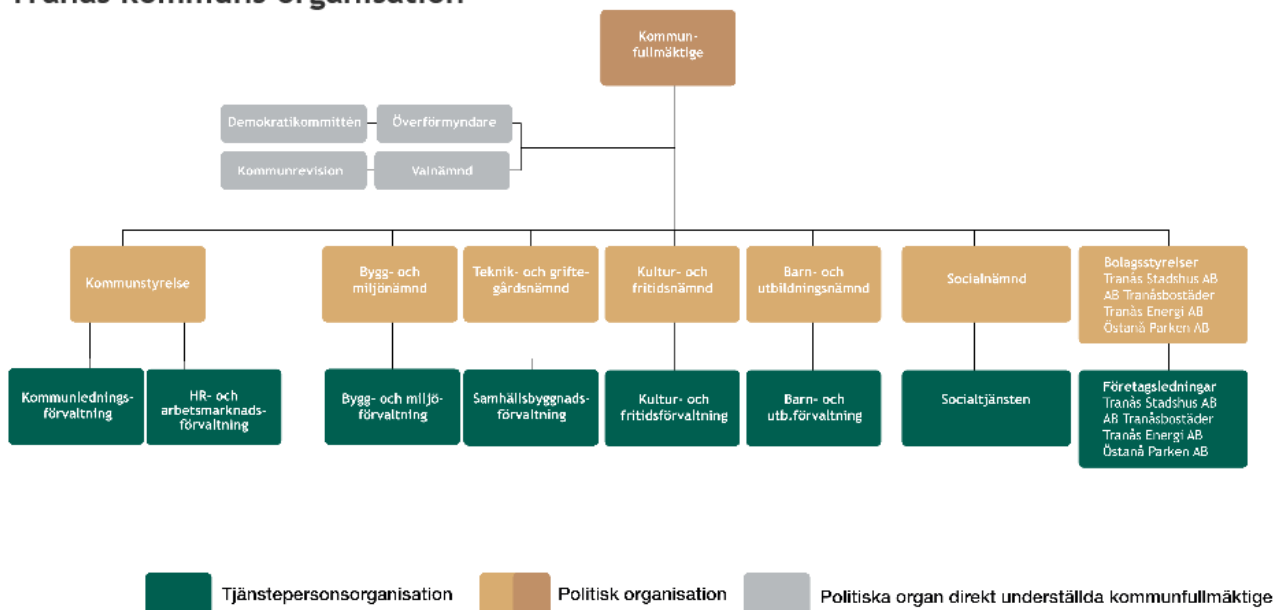 Tranås kommuns organisation
Kommun-
fullmäktige
Demokratikommittén
Överförmyndare
Kommunrevision
Valnämnd
Kommunstyrelse
Bygg- och
miljönämnd
Teknik- och grifte-
gårdsnämnd
Kultur- och
fritidsnämnd
Barn- och
utbildningsnämnd
Socialnämnd
Bolagsstyrelser
Tranås Stadshus AB
AB Tranåsbostäder
Tranås Energi AB
Östanå Parken AB
Kommunlednings-
förvaltning
HR- och
arbetsmarknads-
förvaltning
Bygg- och miljö-
förvaltning
Samhällsbyggnads-
förvaltning
Kultur- och
fritidsförvaltning
Barn- och
utb.förvaltning
Socialtjänsten
Företagsledningar
Tranås Stadshus AB
AB Tranåsbostäder
Tranås Energi AB
Östanå Parken AB
Tjänstepersonsorganisation
Politisk organisation
Politiska organ direkt underställda kommunfullmäktige